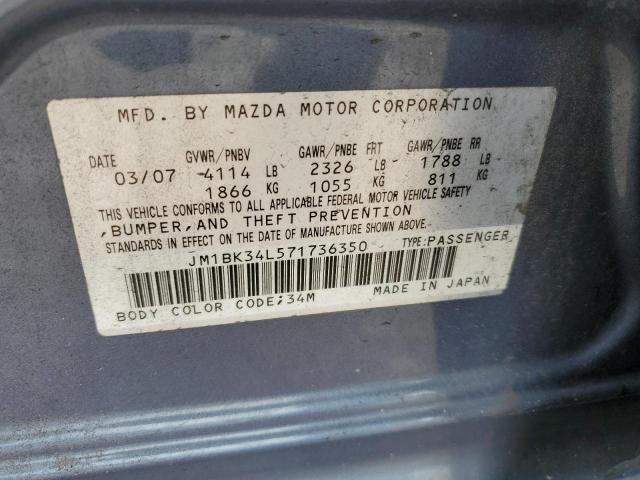 MFD. BY MAZDA MOTOR CORPORATION
DATE GVWR/PNBV GAWR/PNBE FRT GAWR/PNBE RR
03/07 4114 LB 2326 LB 1788 LB
1866 KG 1055 KG 811 KG
THIS VEHICLE CONFORMS TO ALL APPLICABLE FEDERAL MOTOR VEHICLE SAFETY
,BUMPER,AND THEFT PREVENTION
STANDARDS IN EFFECT ON THE DATE OF MANUFACTURE SHOWN ABOVE.
JM1BK34L571736350 TYPE:PASSENGER
BODY COLOR CODE;34M MADE IN JAPAN